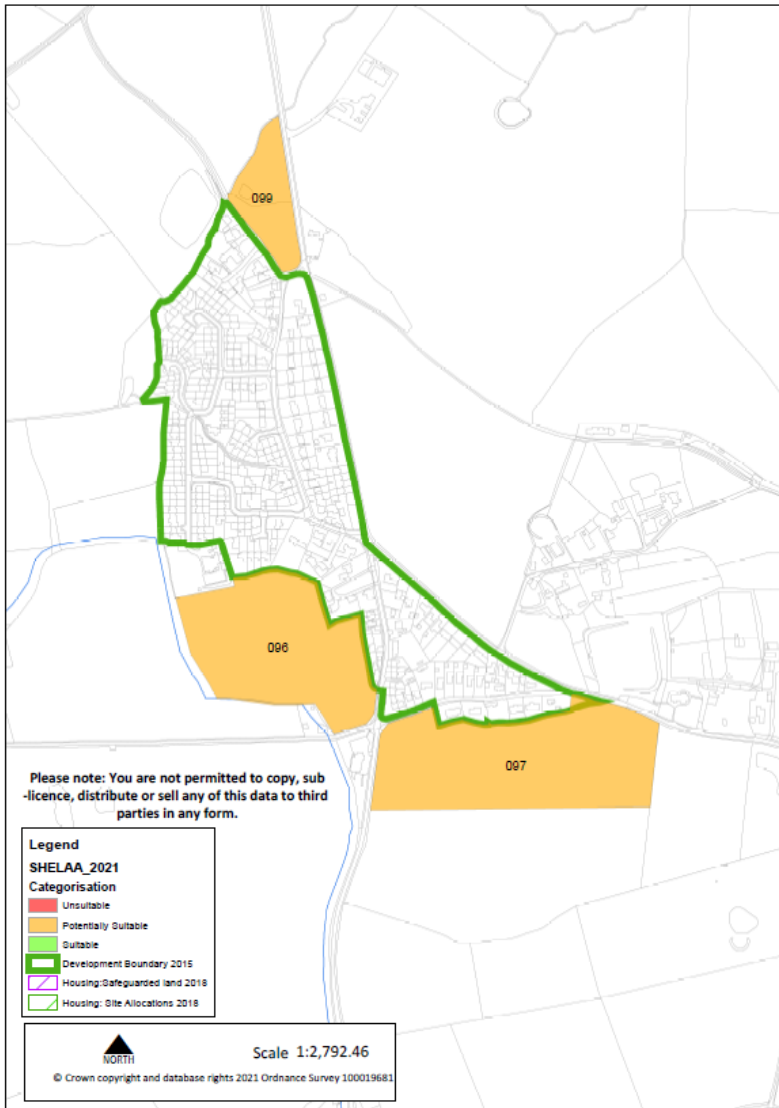 099
096
097
Please note: You are not permitted to copy, sub
-licence, distribute or sell any of this data to third
parties in any form.
Legend
SHELAA_2021
Categorisation
Unsuitable
Potentially Suitable
Suitable
Development Boundary 2015
Housing:Safeguarded land 2018
Housing: Site Allocations 2018
NORTH
Scale 1:2,792.46
© Crown copyright and database rights 2021 Ordnance Survey 100019681